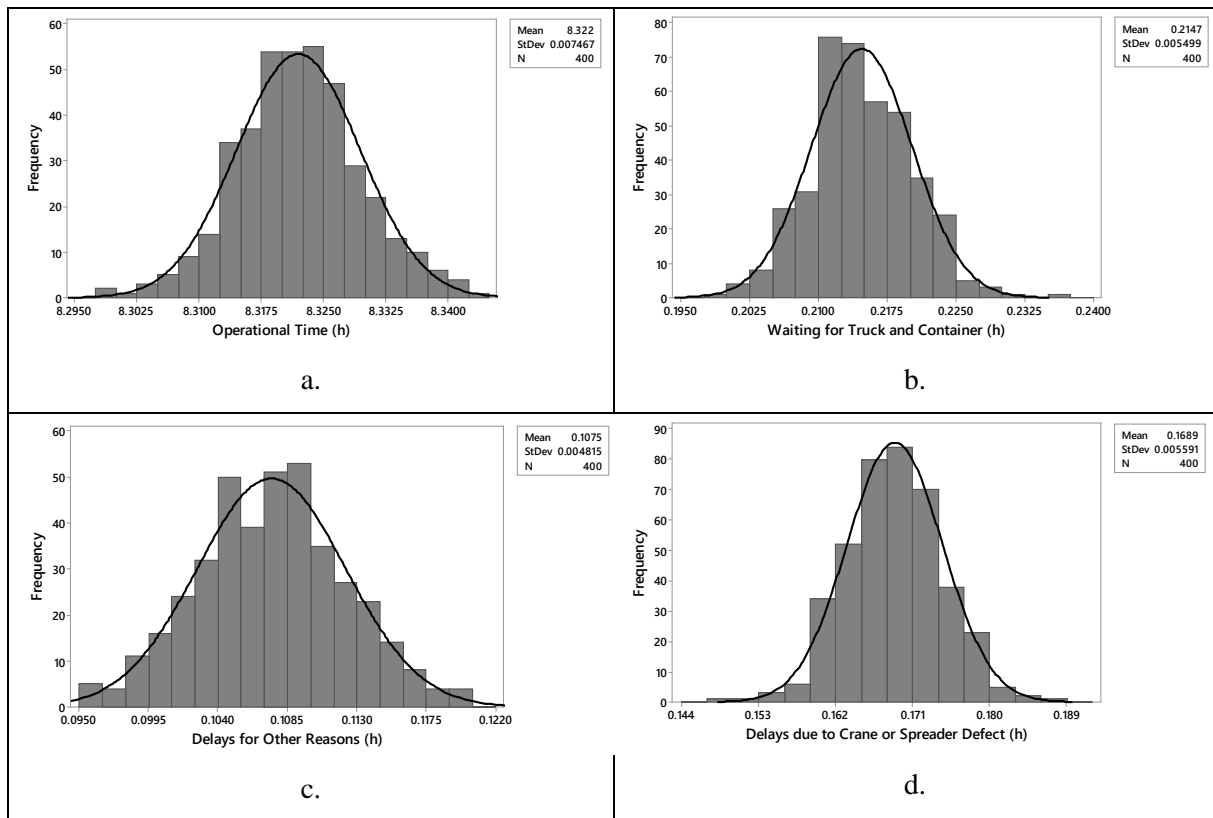 60
50
40
30
20
10
0
Frequency
8.2950 8.3025 8.3100 8.3175 8.3250 8.3325 8.3400
Operational Time (h)
Mean 8.322
StDev 0.007467
N 400
a.
80
70
60
50
40
30
20
10
0
Frequency
0.1950 0.2025 0.2100 0.2175 0.2250 0.2325 0.2400
Waiting for Truck and Container (h)
Mean 0.2147
StDev 0.005499
N 400
b.
60
50
40
30
20
10
0
Frequency
0.0950 0.0995 0.1040 0.1085 0.1130 0.1175 0.1220
Delays for Other Reasons (h)
Mean 0.1075
StDev 0.004815
N 400
c.
90
80
70
60
50
40
30
20
10
0
Frequency
0.144 0.153 0.162 0.171 0.180 0.189
Delays due to Crane or Spreader Defect (h)
Mean 0.1689
StDev 0.005591
N 400
d.